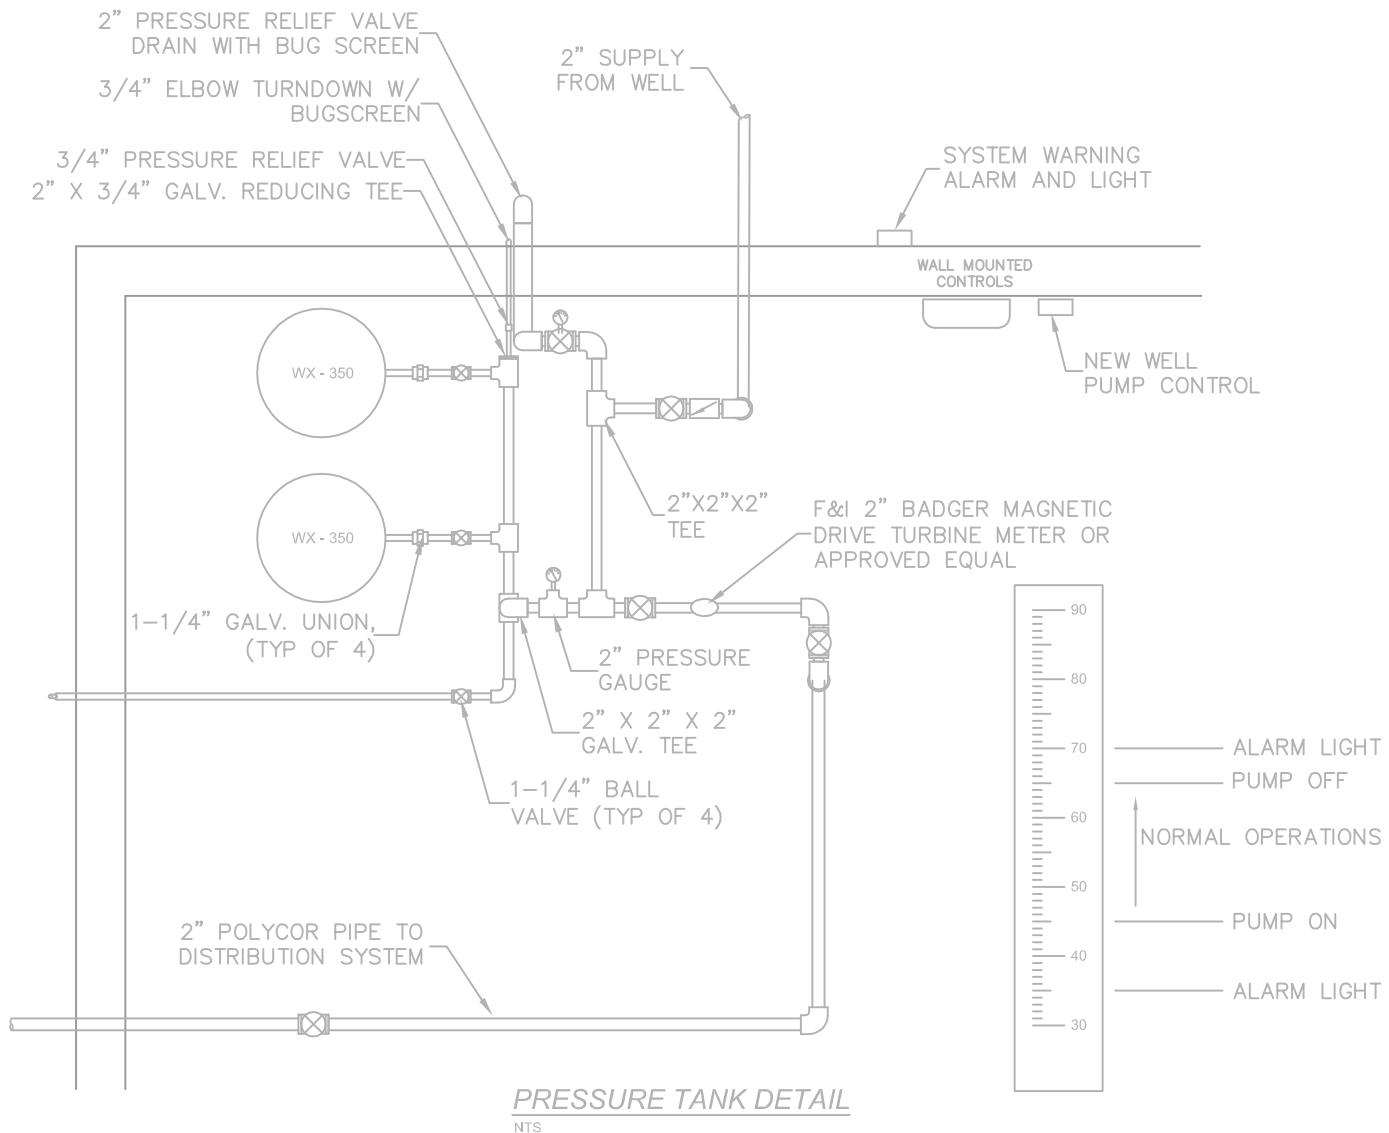 2” PRESSURE RELIEF VALVE
DRAIN WITH BUG SCREEN
3/4” ELBOW TURNDOWN W/
BUGSCREEN
3/4” PRESSURE RELIEF VALVE
2” X 3/4” GALV. REDUCING TEE
2” SUPPLY
FROM WELL
SYSTEM WARNING
ALARM AND LIGHT
WALL MOUNTED
CONTROLS
NEW WELL
PUMP CONTROL
WX - 350
WX - 350
2”X2”X2”
TEE
F&I 2” BADGER MAGNETIC
DRIVE TURBINE METER OR
APPROVED EQUAL
1-1/4” GALV. UNION,
(TYP OF 4)
2” PRESSURE
GAUGE
2” X 2” X 2”
GALV. TEE
1-1/4” BALL
VALVE (TYP OF 4)
2” POLYCOR PIPE TO
DISTRIBUTION SYSTEM
90
80
70
60
50
40
30
ALARM LIGHT
PUMP OFF
NORMAL OPERATIONS
PUMP ON
ALARM LIGHT
PRESSURE TANK DETAIL
NTS